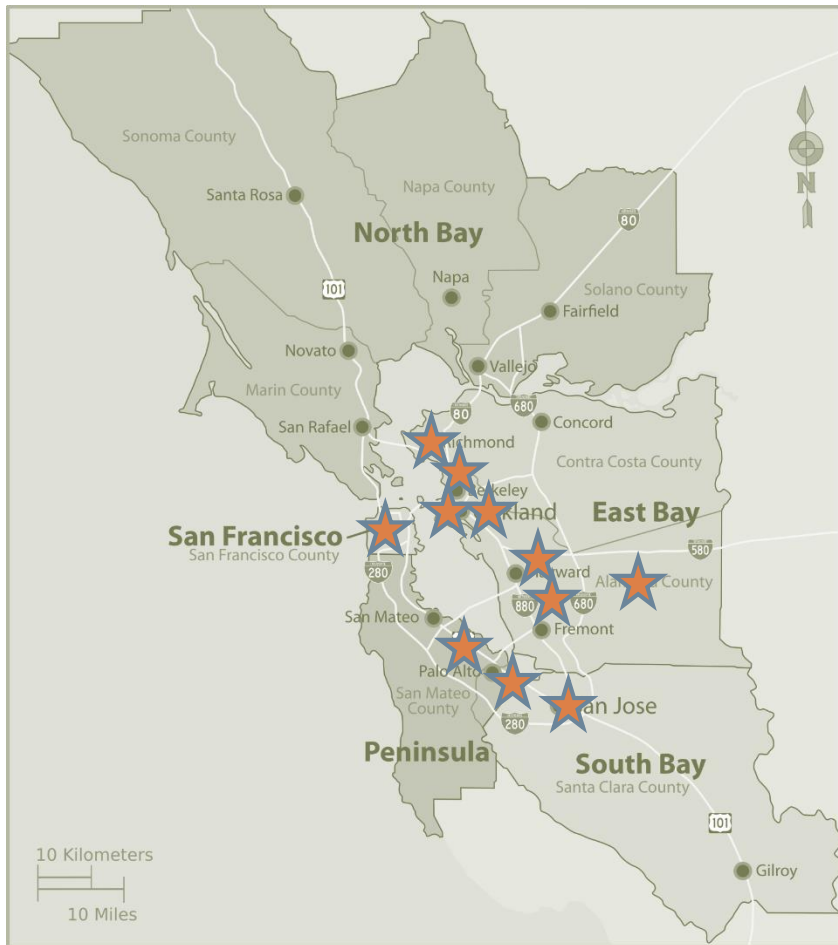 Sonoma County
Napa County
Santa Rosa
N
80
North Bay
Napa
Solano County
101
Fairfield
Novato
Vallejo
Marin County
80
680
San Rafael
Concord
Contra Costa County
East Bay
San Francisco
San Francisco County
580
280
Alameda County
880
680
San Mateo
Fremont
Palo Alto
San Mateo
County
280
Peninsula
South Bay
Santa Clara County
101
10 Kilometers
10 Miles
Gilroy